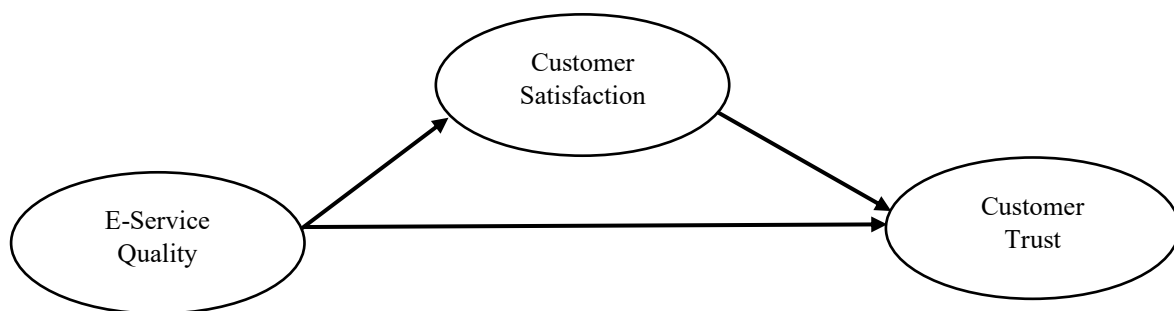 Customer
Satisfaction
E-Service
Quality
Customer
Trust